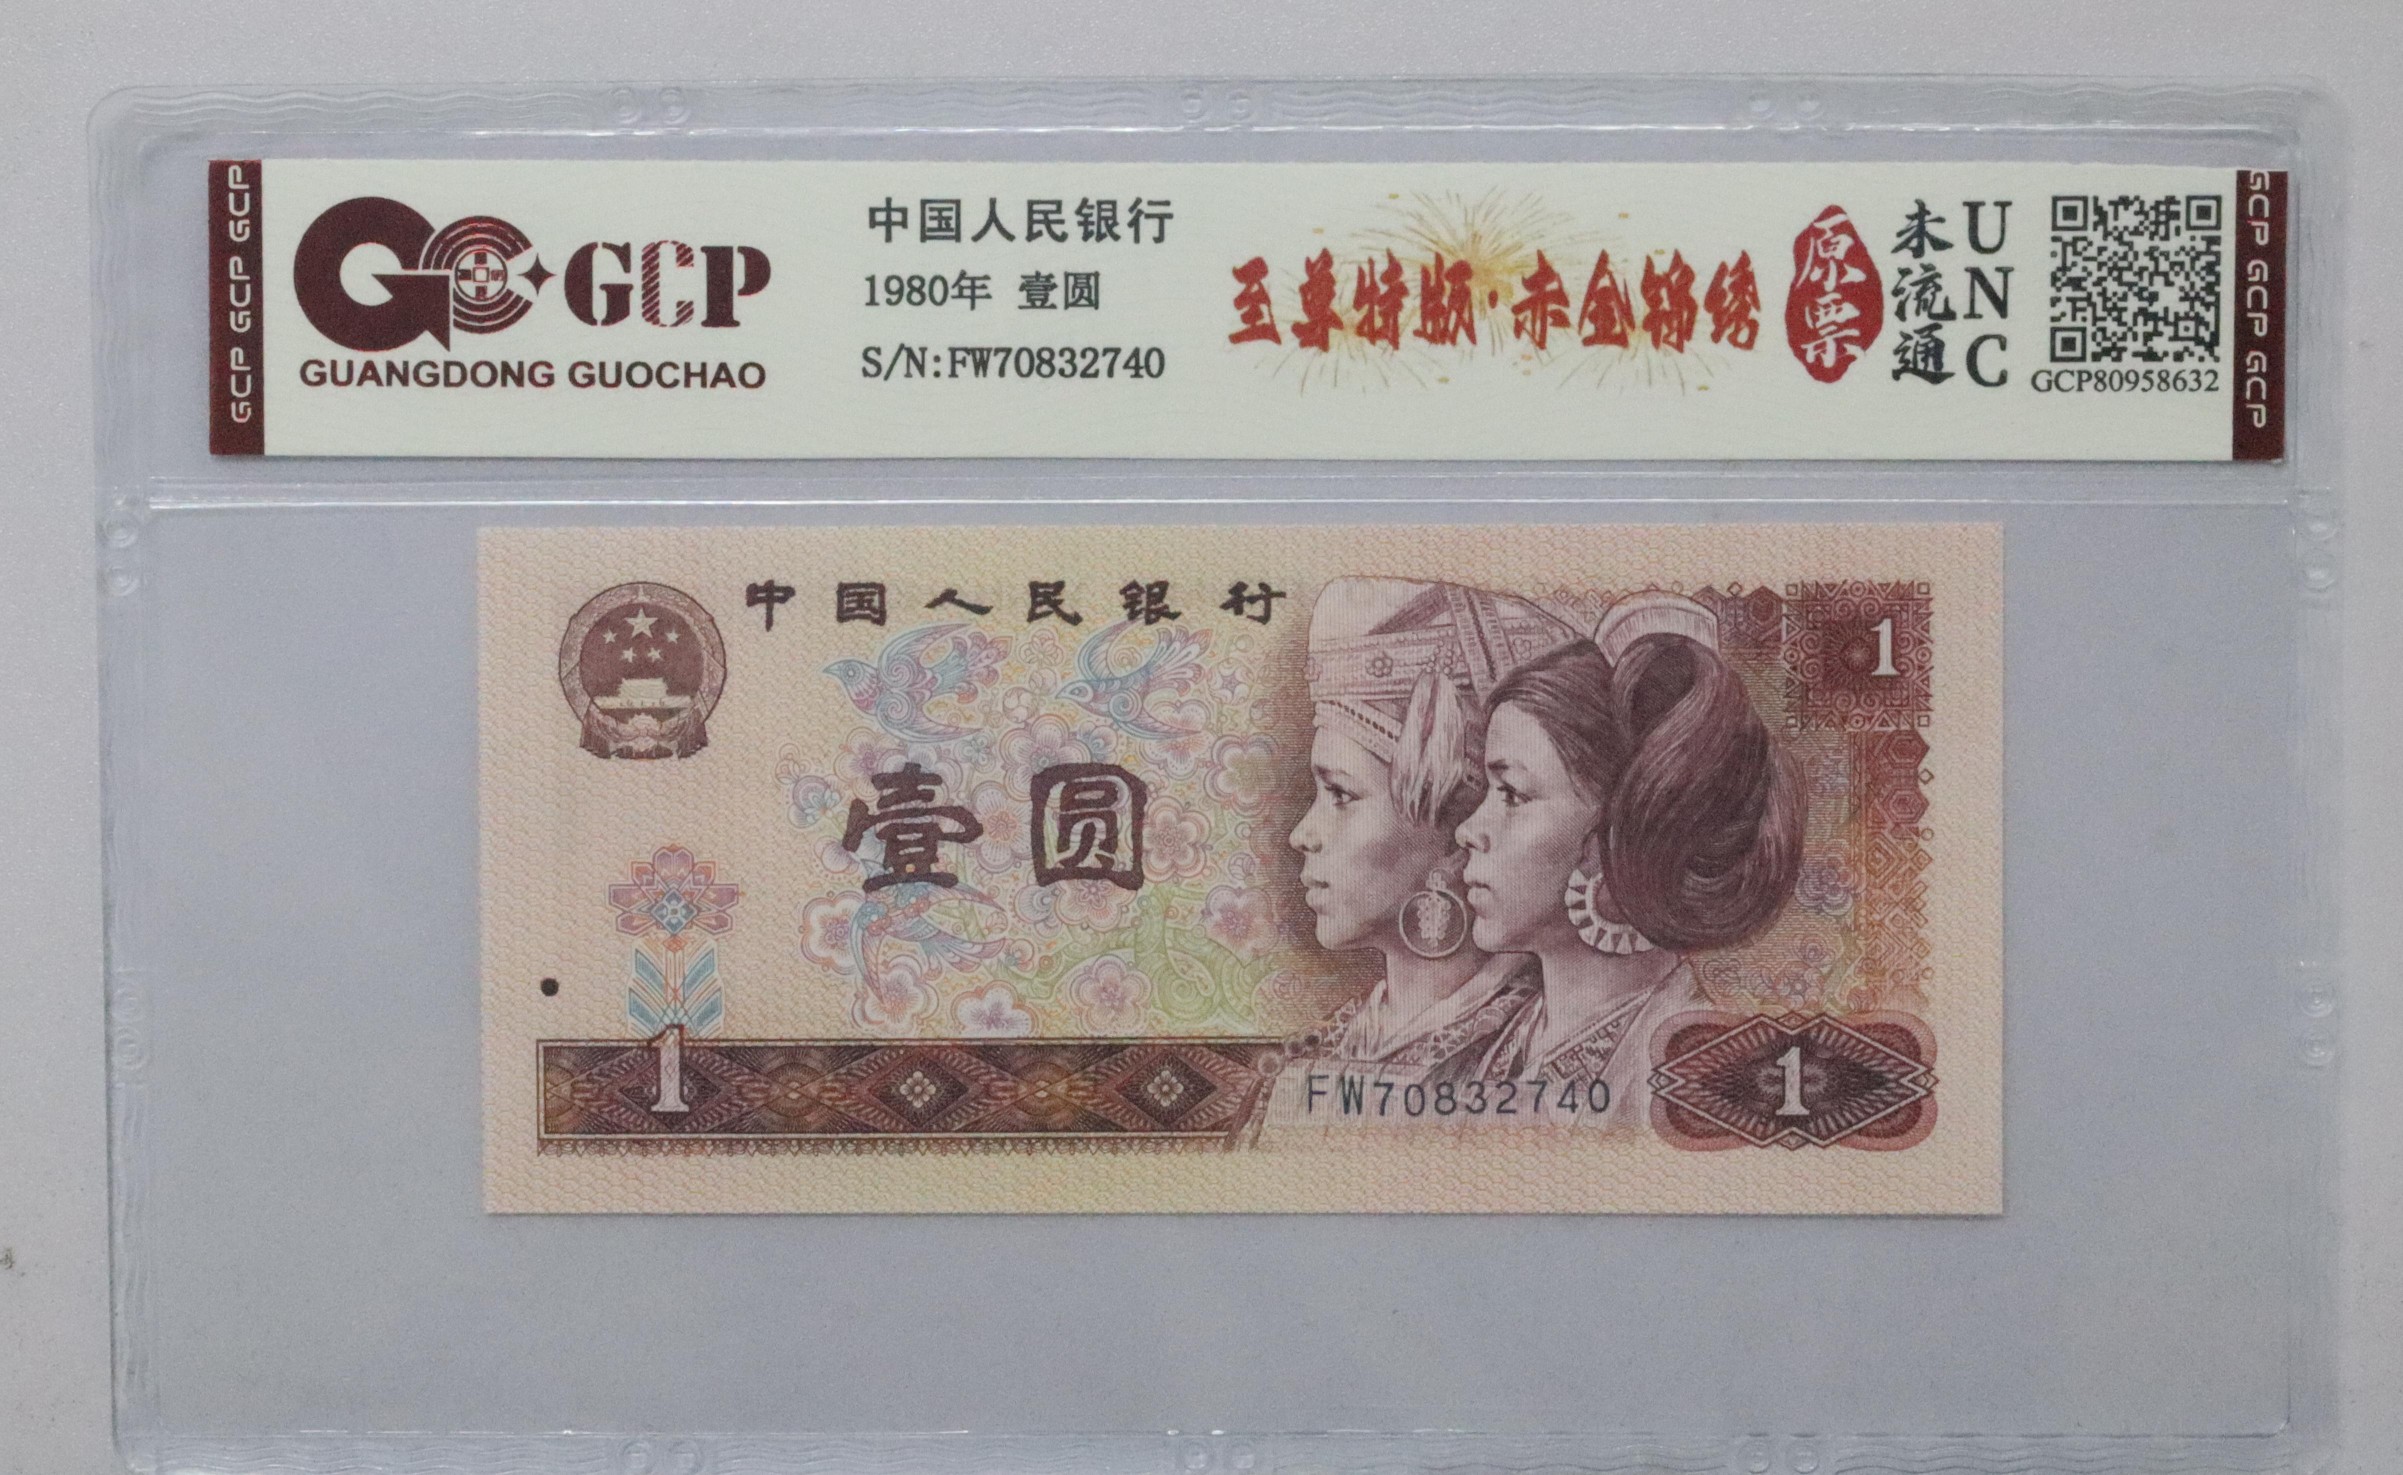 GCP GCP GCP
GCP
GUANGDONG GUOCHAO
中国人民银行
1980年 壹圆
S/N:FW70832740
至尊特版·赤金锦绣
原票
未流通
UNC
GCP80958632
GCP GCP GCP
中国人民银行
1
壹圆
1
FW70832740
1